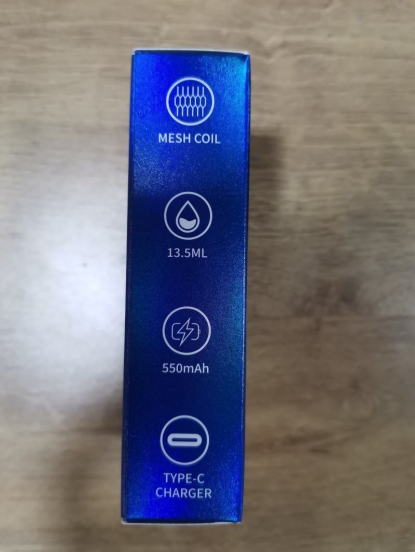 MESH COIL
13.5ML
550mAh
TYPE-C
CHARGER